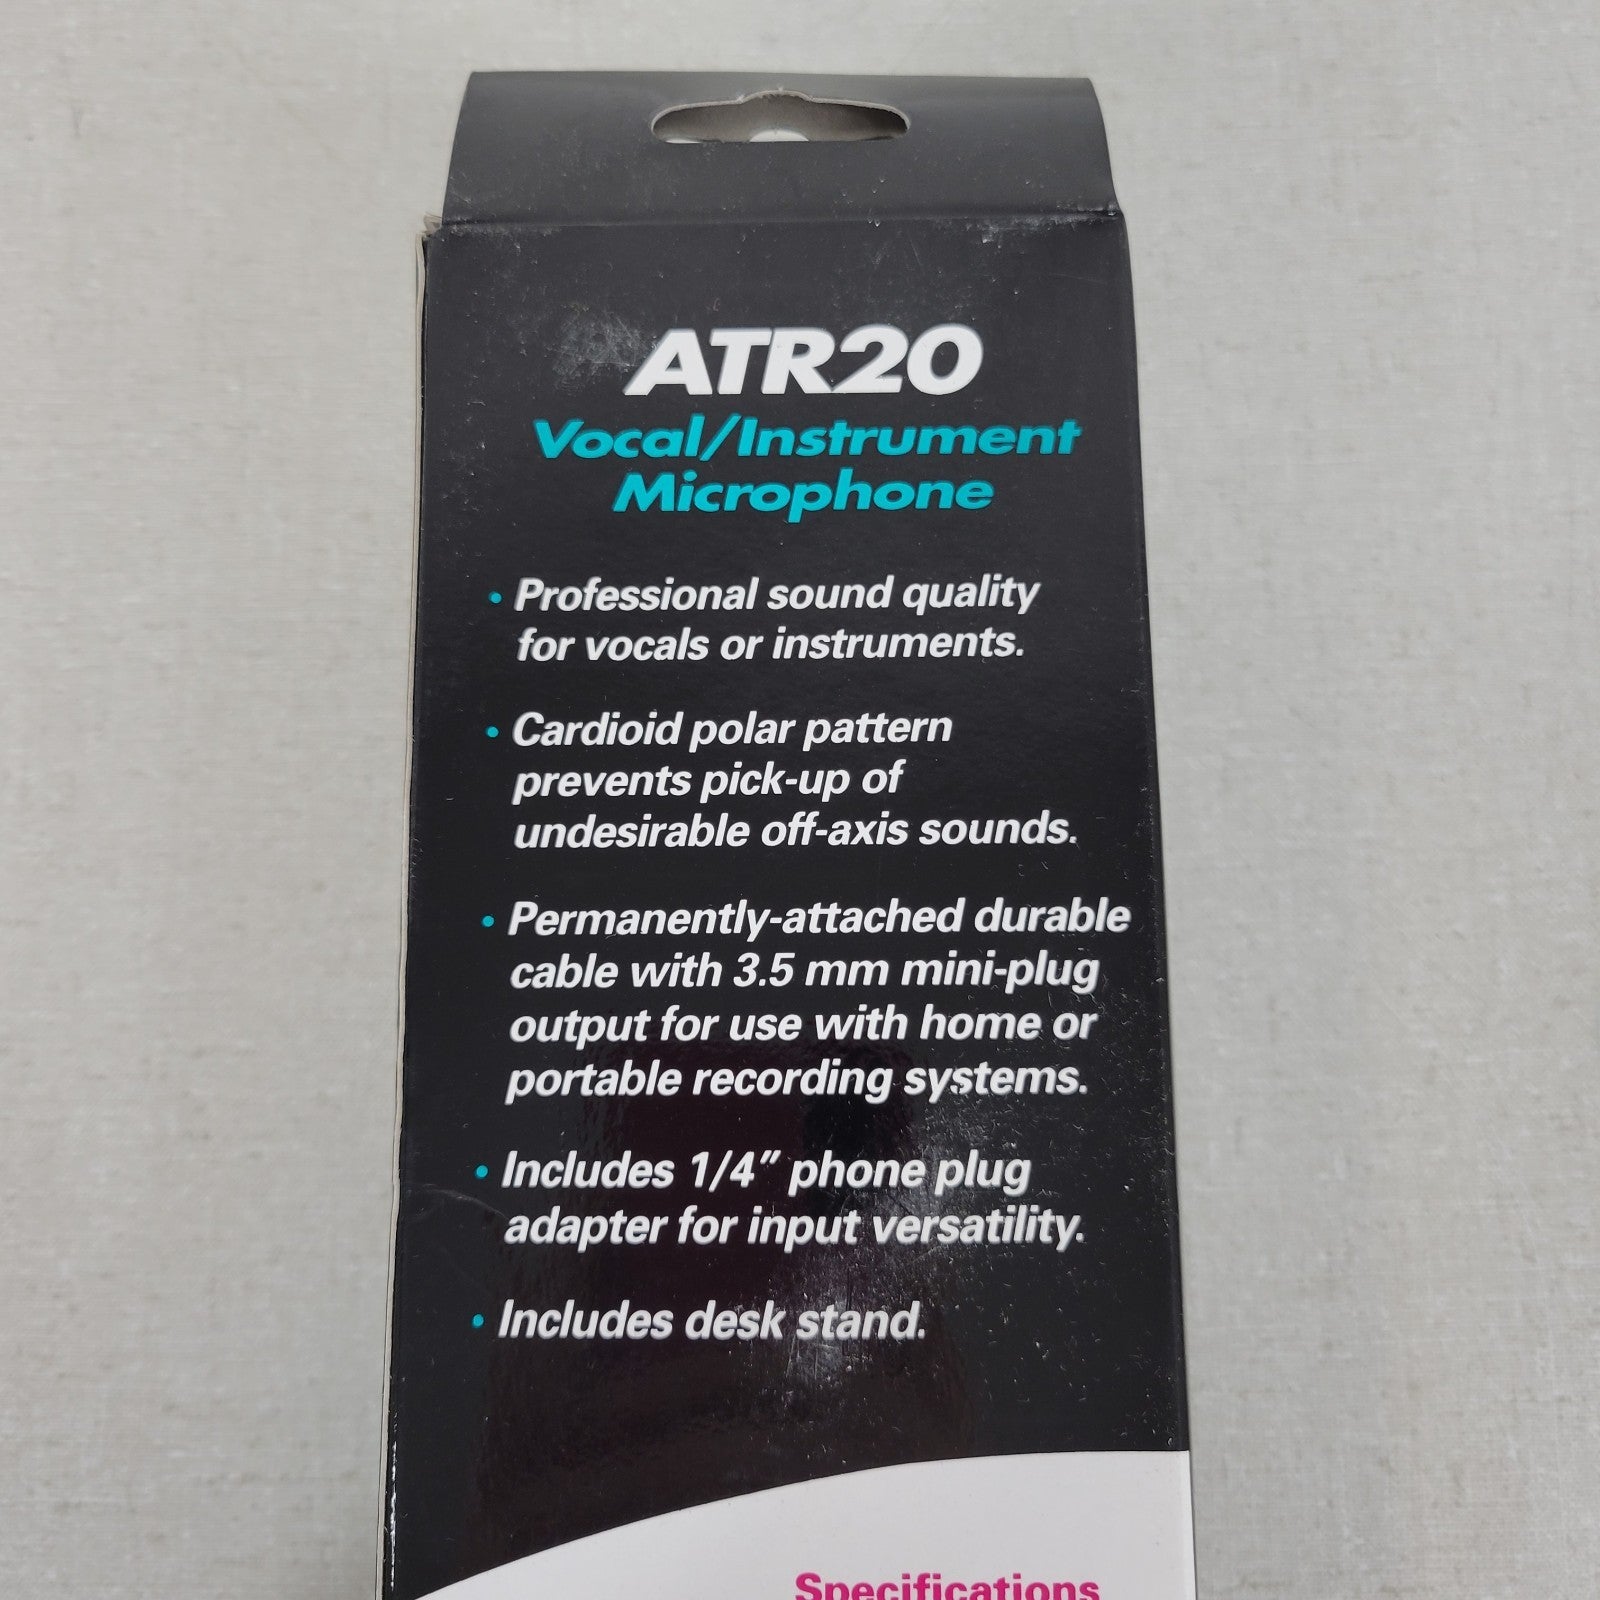 ATR20
Vocal/Instrument
Microphone
• Professional sound quality
for vocals or instruments.
• Cardioid polar pattern
prevents pick-up of
undesirable off-axis sounds.
• Permanently-attached durable
cable with 3.5 mm mini-plug
output for use with home or
portable recording systems.
• Includes 1/4" phone plug
adapter for input versatility.
• Includes desk stand.
Specifications